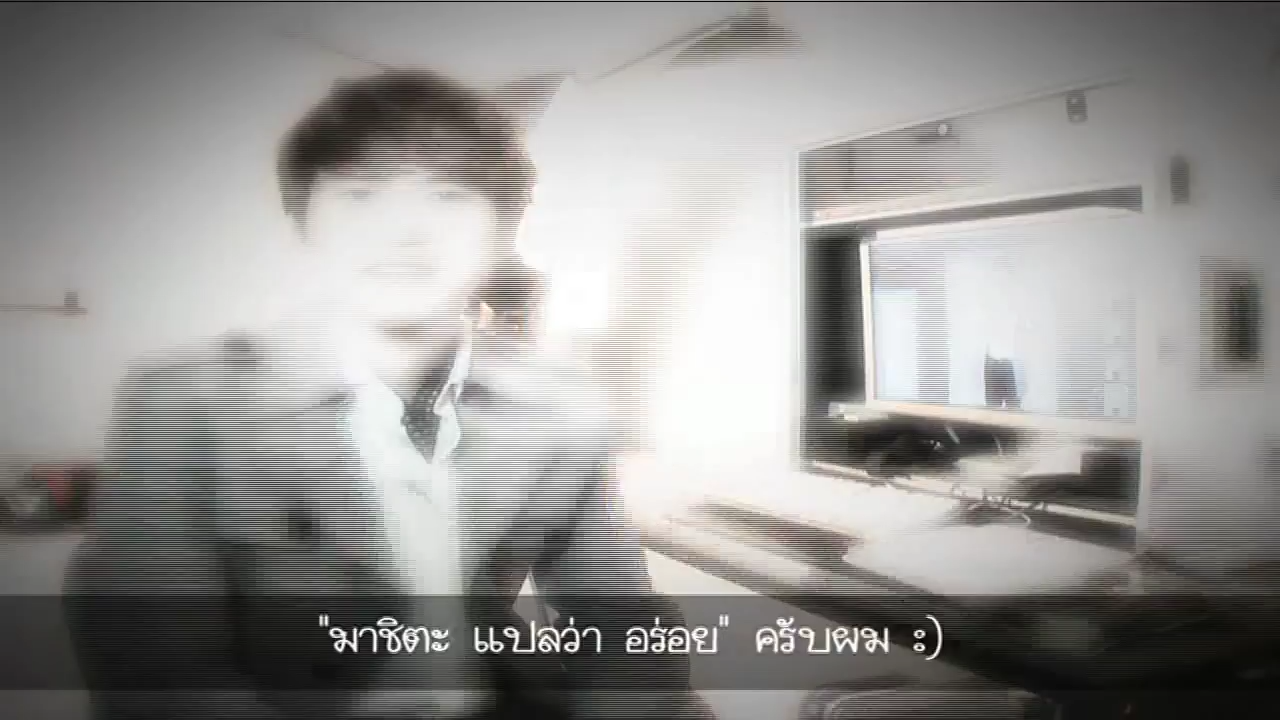 "มาชิตะ แปลว่า อร่อย" ครับผม :)